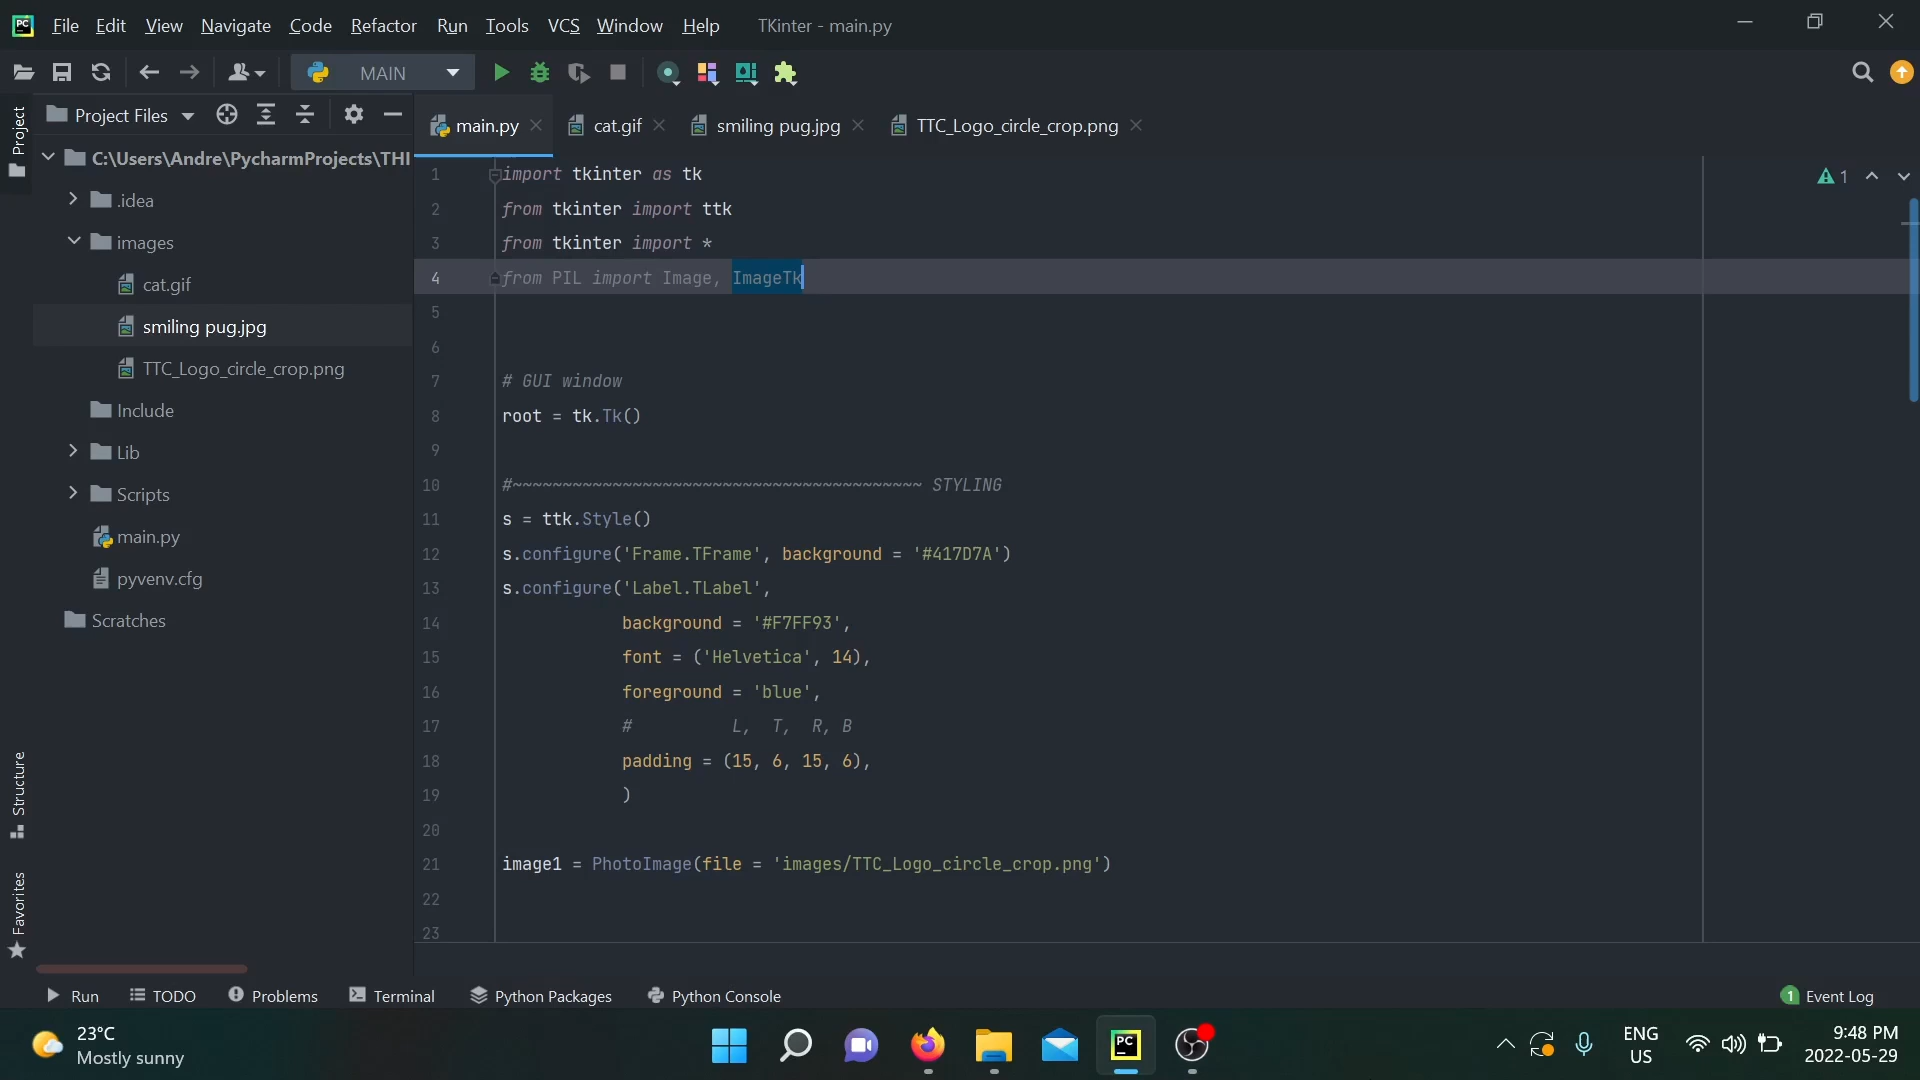 PC File Edit View Navigate Code Refactor Run Tools VCS Window Help TKinter - main.py
MAIN
Project Files
main.py cat.gif smiling pug.jpg TTC_Logo_circle_crop.png
Project
C:\Users\Andre\PycharmProjects\THI
.idea
images
cat.gif
smiling pug.jpg
TTC_Logo_circle_crop.png
Include
Lib
Scripts
main.py
pyvenv.cfg
Scratches
Structure
Favorites
1 import tkinter as tk
2 from tkinter import ttk
3 from tkinter import *
4 from PIL import Image, ImageTk
5
6
7 # GUI window
8 root = tk.Tk()
9
10 #~~~~~~~~~~~~~~~~~~~~~~~~~~~~~~~~~~~~~~~~~ STYLING
11 s = ttk.Style()
12 s.configure('Frame.TFrame', background = '#417D7A')
13 s.configure('Label.TLabel',
14 background = '#F7FF93',
15 font = ('Helvetica', 14),
16 foreground = 'blue',
17 # L, T, R, B
18 padding = (15, 6, 15, 6),
19 )
20
21 image1 = PhotoImage(file = 'images/TTC_Logo_circle_crop.png')
22
23
1
Run TODO Problems Terminal Python Packages Python Console 1 Event Log
23°C
Mostly sunny
PC
ENG
US
9:48 PM
2022-05-29